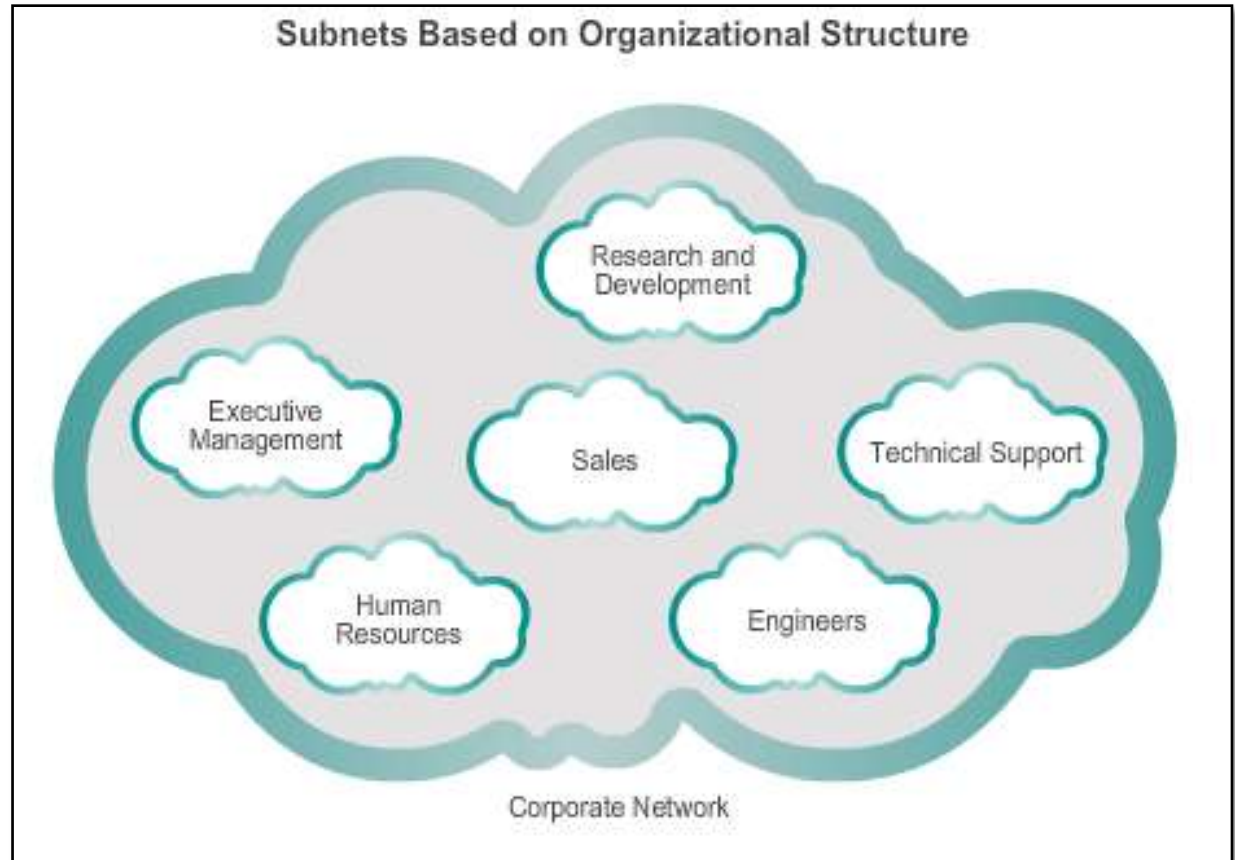 Subnets Based on Organizational Structure
Research and
Development
Executive
Management
Sales
Technical Support
Human
Resources
Engineers
Corporate Network